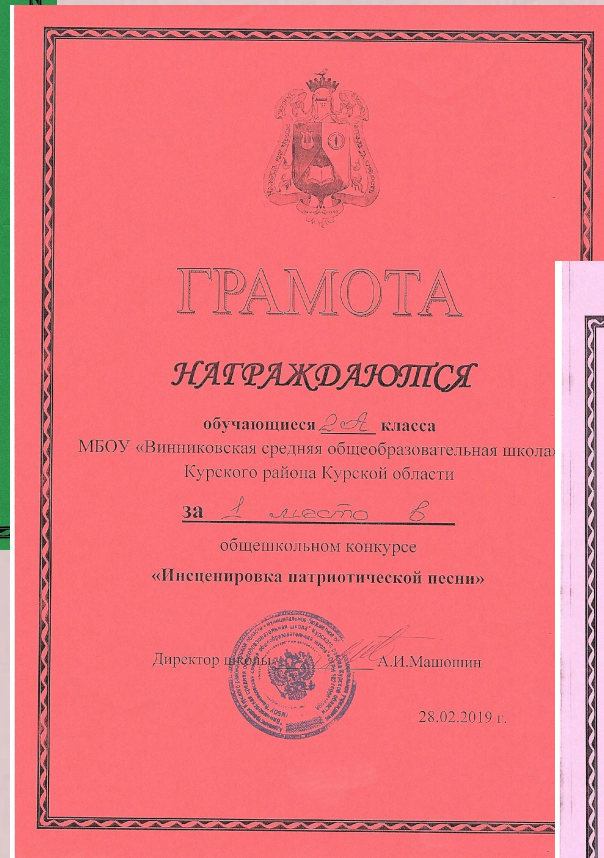 ГРАМОТА
НАГРАЖДАЮТСЯ
обучающиеся 2 «А» класса
МБОУ «Винниковская средняя общеобразовательная школа»
Курского района Курской области
за 1 место в
общешкольном конкурсе
«Инсценировка патриотической песни»
Директор школы А.И.Машошин
28.02.2019 г.